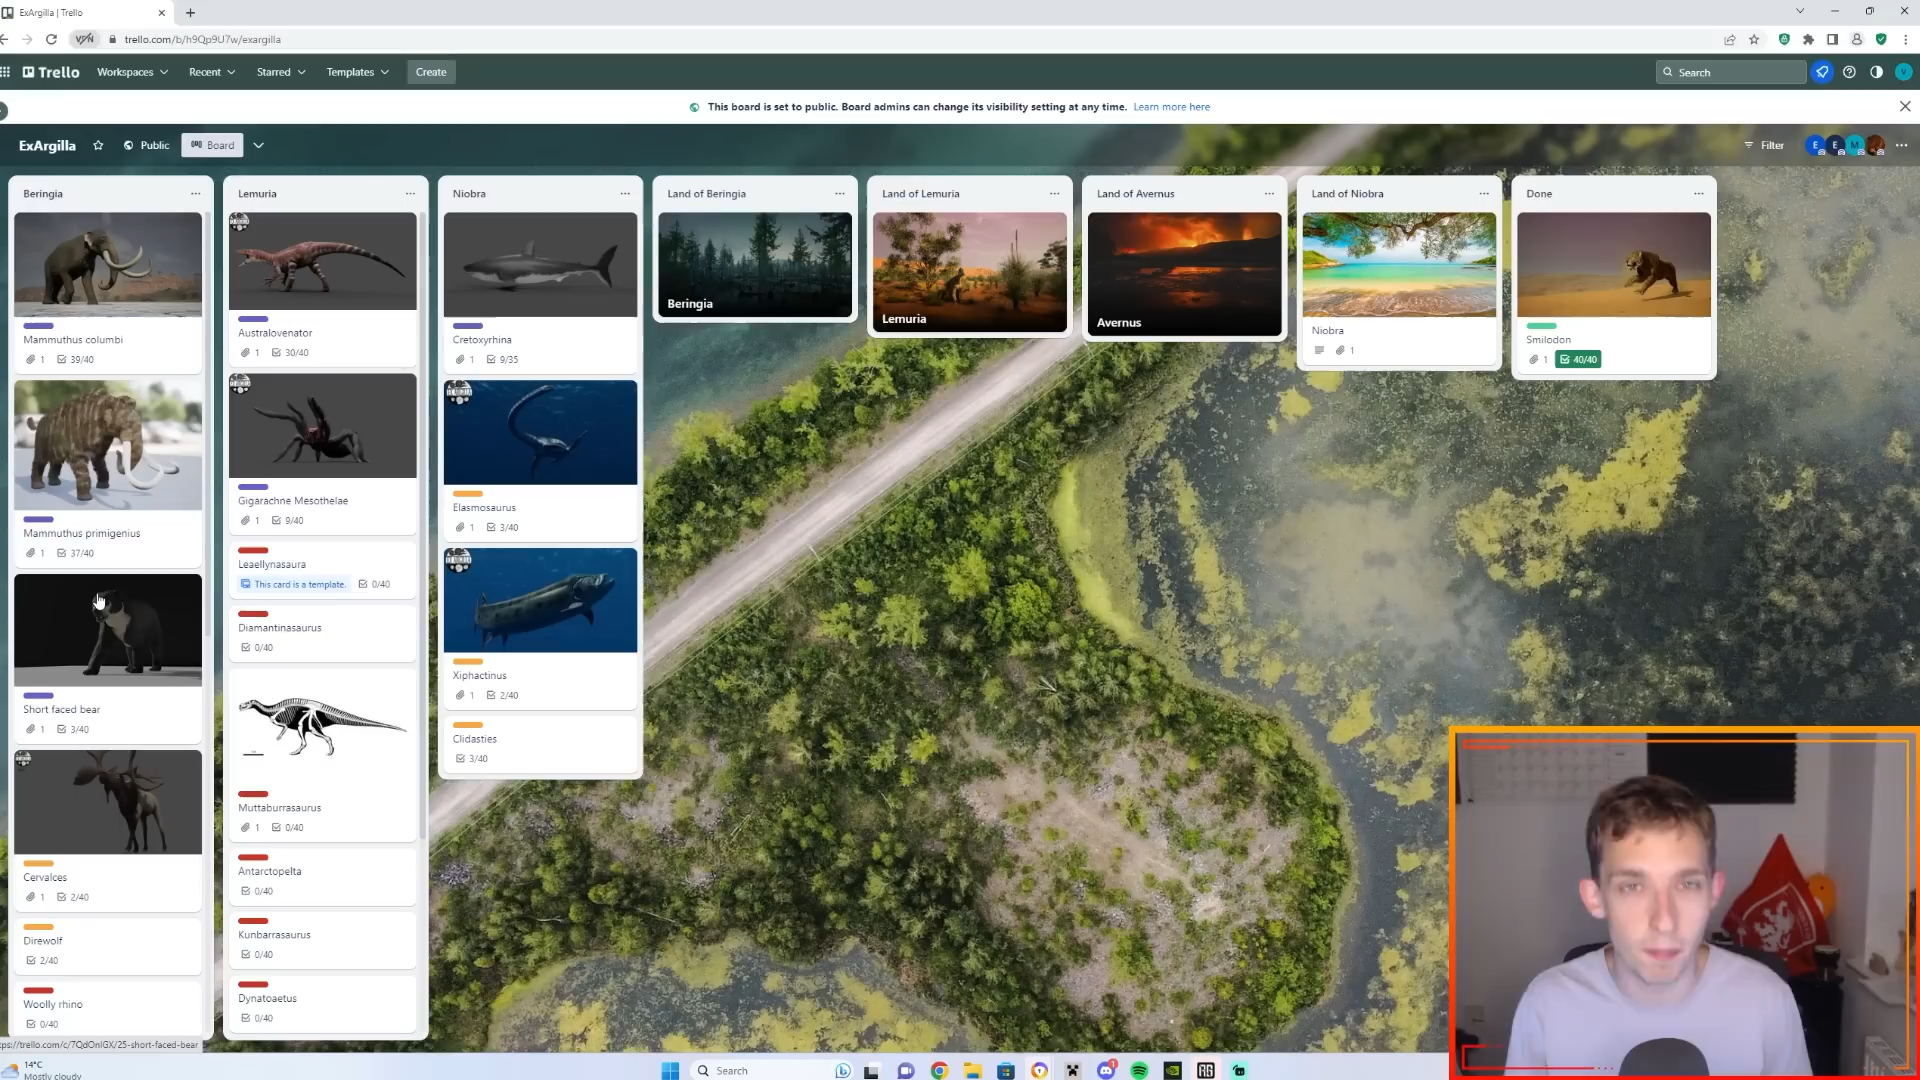 ExArgilla | Trello
trello.com/b/h9Qp9U7w/exargilla
Trello Workspaces Recent Starred Templates Create Search
This board is set to public. Board admins can change its visibility setting at any time. Learn more here
ExArgilla Public Board Filter
Beringia
Mammuthus columbi
1 39/40
Mammuthus primigenius
1 37/40
Short faced bear
1 3/40
Cervalces
1 2/40
Direwolf
2/40
Woolly rhino
0/40
Lemuria
Australovenator
1 30/40
Gigarachne Mesothelae
1 9/40
Leaellynasaura
This card is a template. 0/40
Diamantinasaurus
0/40
Muttaburrasaurus
1 0/40
Antarctopelta
0/40
Kunbarrasaurus
0/40
Dynatoaetus
0/40
Niobra
Cretoxyrhina
1 9/35
Elasmosaurus
1 3/40
Xiphactinus
1 2/40
Clidasties
3/40
Land of Beringia
Beringia
Land of Lemuria
Lemuria
Land of Avernus
Avernus
Land of Niobra
Niobra
1
Done
Smilodon
1 40/40
tps://trello.com/c/7QdOnIGX/25-short-faced-bear
14°C
Mostly cloudy
Search